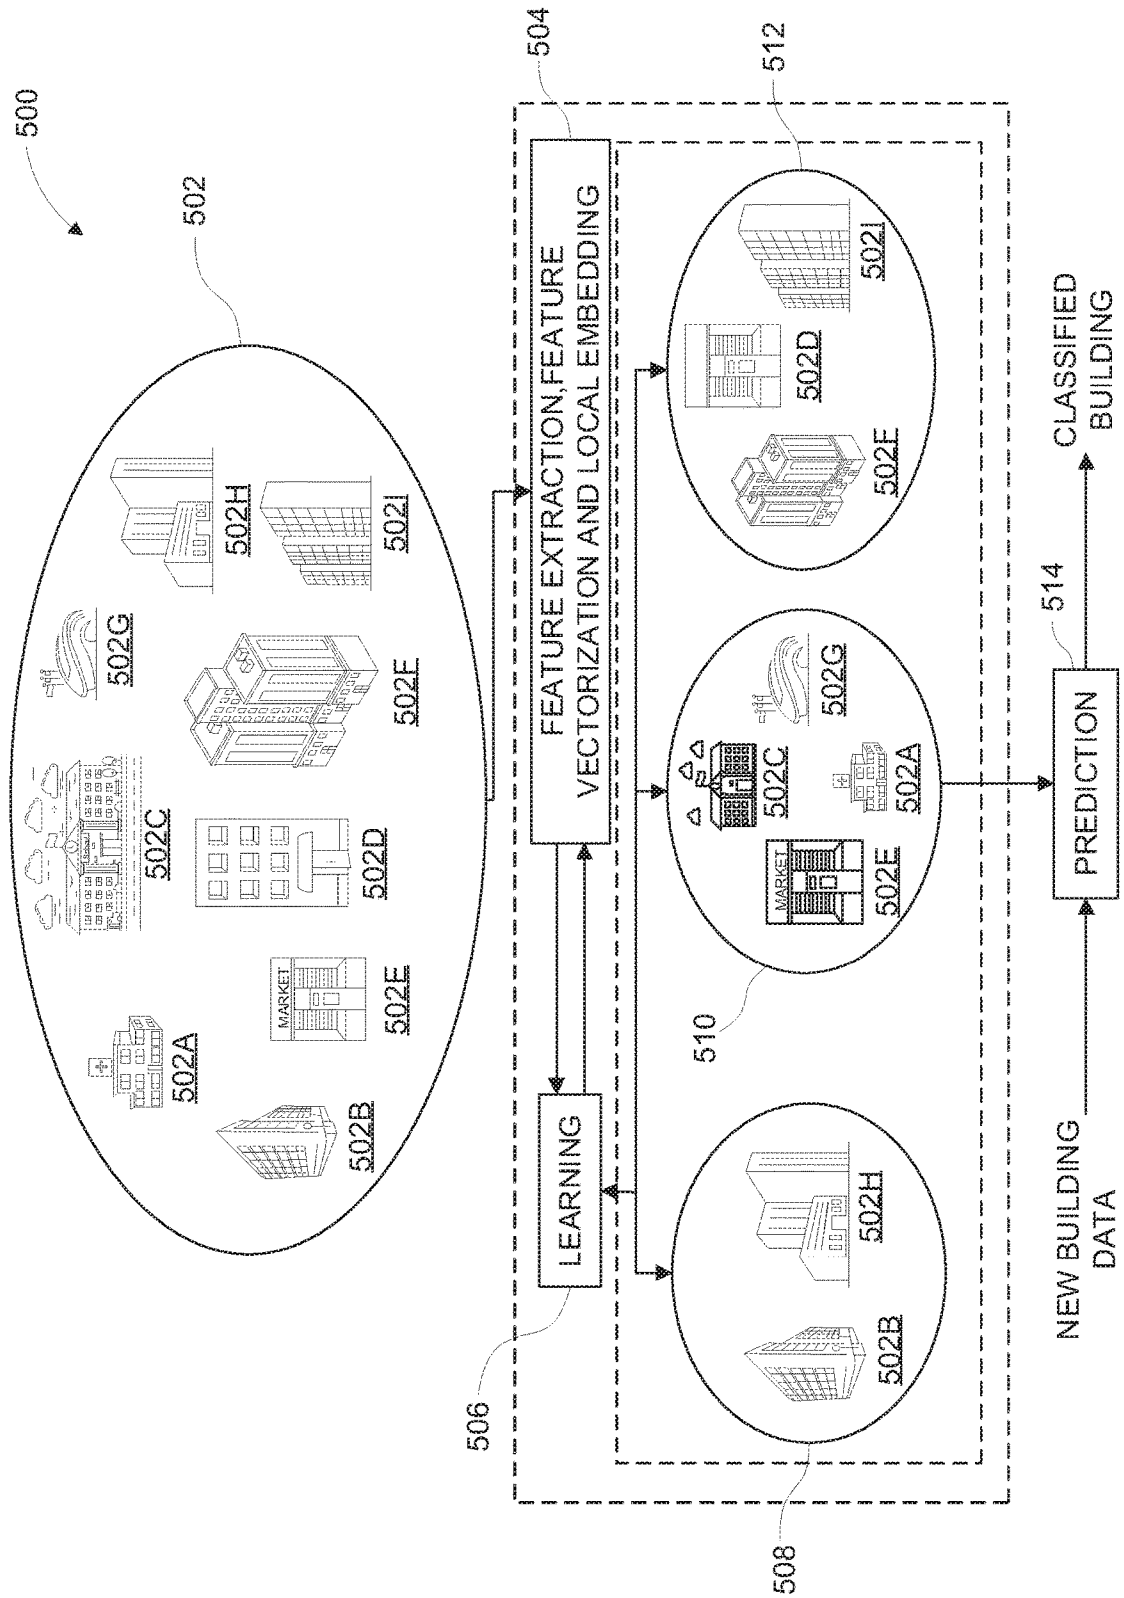 500
502
502A
502B
502C
502D
502E
MARKET
502F
502G
502H
502I
504
FEATURE EXTRACTION,FEATURE
VECTORIZATION AND LOCAL EMBEDDING
506
LEARNING
508
502B
502H
510
MARKET
502E
502C
502A
502G
512
502F
502D
502I
NEW BUILDING
DATA
PREDICTION
514
CLASSIFIED
BUILDING